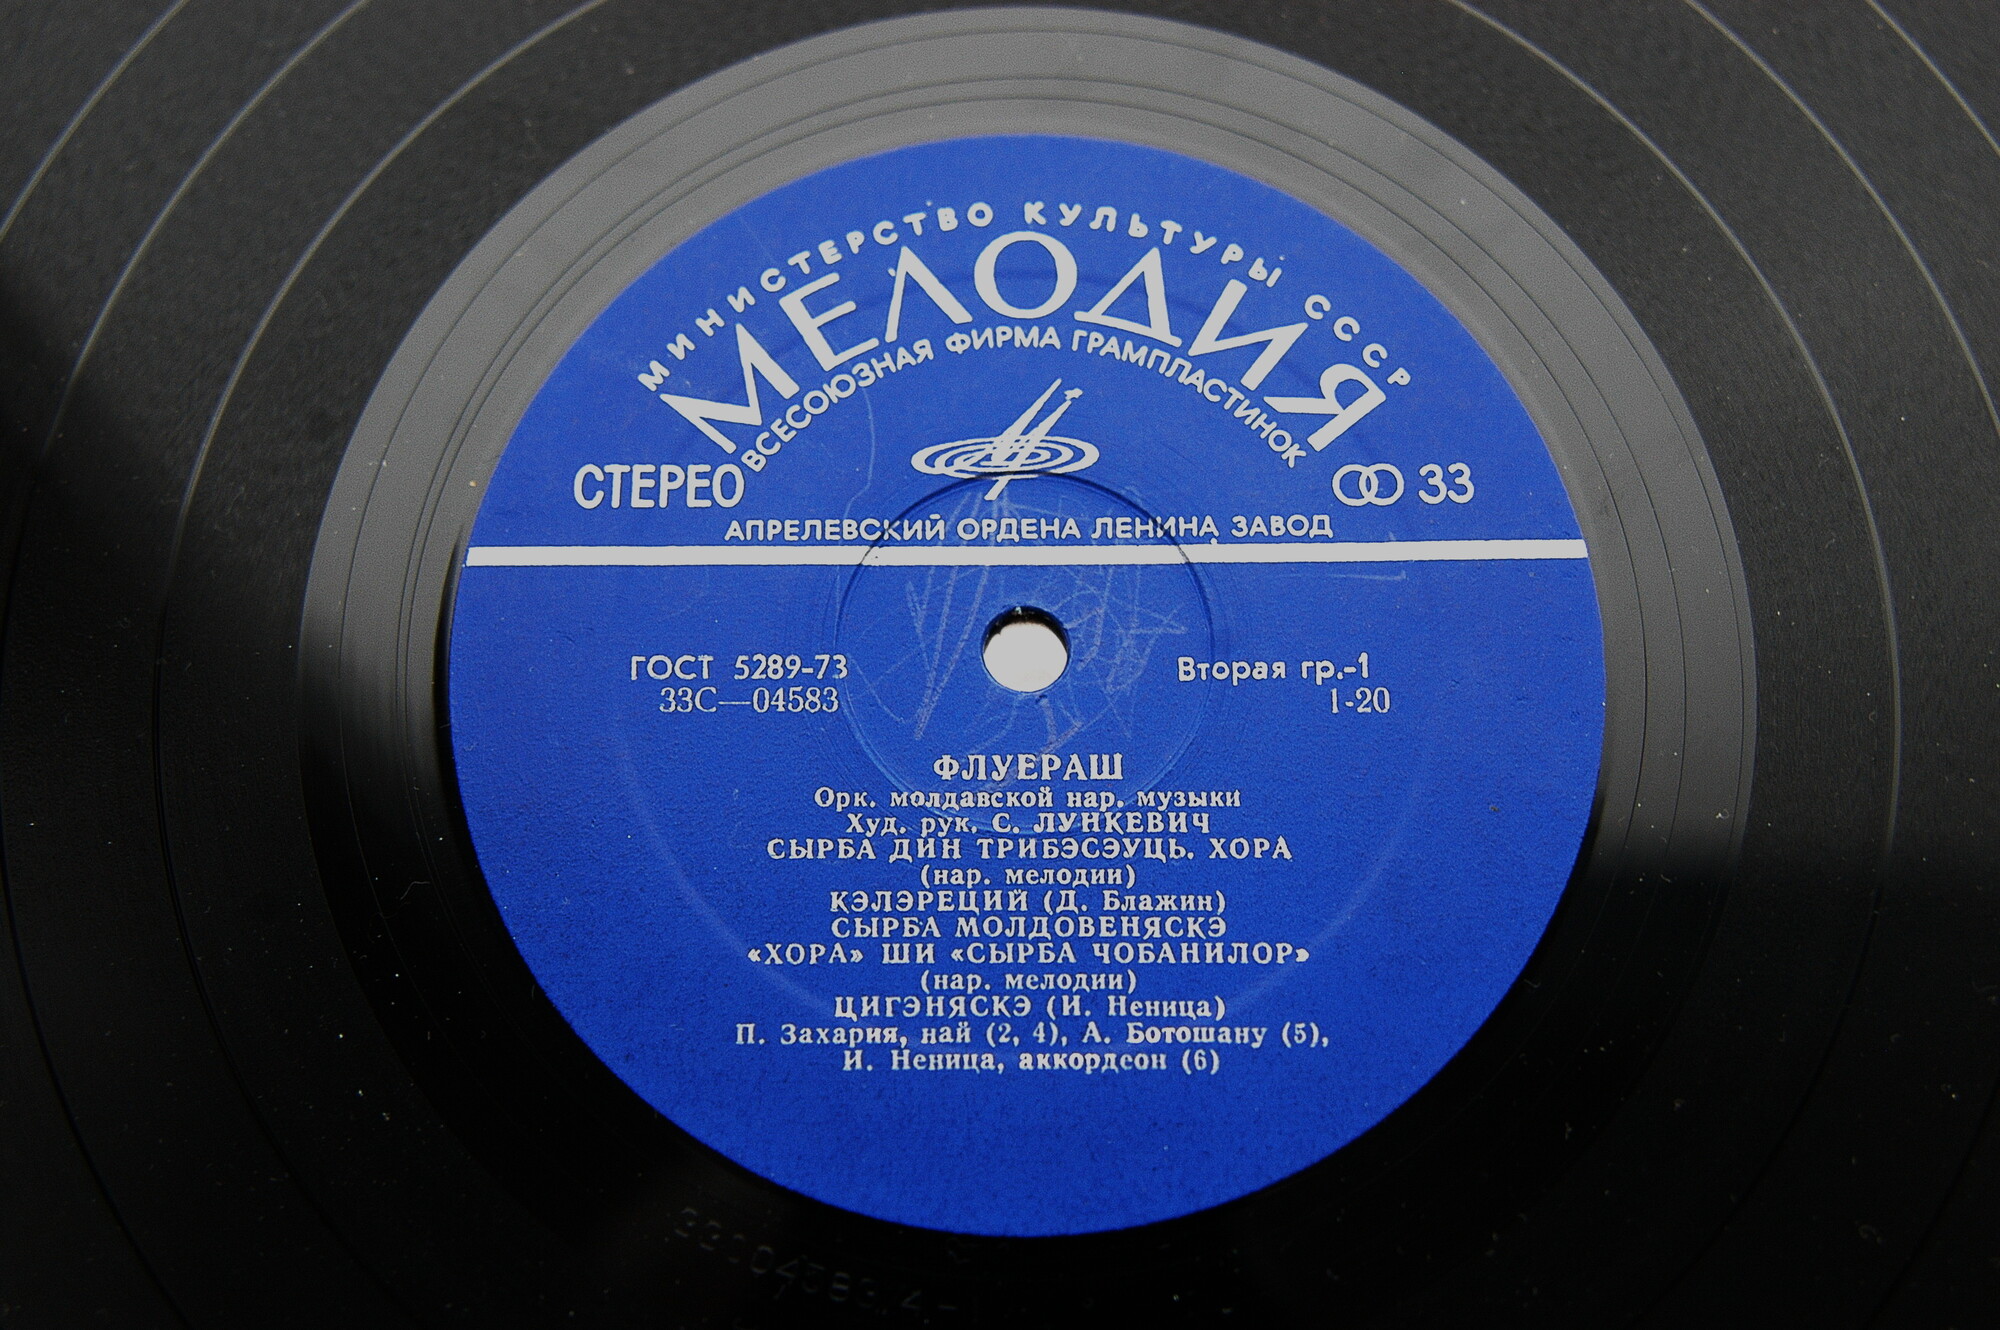 МИНИСТЕРСТВО КУЛЬТУРЫ СССР
МЕЛОДИЯ
ВСЕСОЮЗНАЯ ФИРМА ГРАМПЛАСТИНОК
СТЕРЕО
33
АПРЕЛЕВСКИЙ ОРДЕНА ЛЕНИНА ЗАВОД
ГОСТ 5289-73
33С—04583
Вторая гр.-1
1-20
ФЛУЕРАШ
Орк. молдавской нар. музыки
Худ. рук. С. ЛУНКЕВИЧ
СЫРБА ДИН ТРИБЭСЭУЦЬ. ХОРА
(нар. мелодии)
КЭЛЭРЕЦИЙ (Д. Блажин)
СЫРБА МОЛДОВЕНЯСКЭ
«ХОРА» ШИ «СЫРБА ЧОБАНИЛОР»
(нар. мелодии)
ЦИГЭНЯСКЭ (И. Неница)
П. Захария, най (2, 4), А. Ботошану (5),
И. Неница, аккордеон (6)